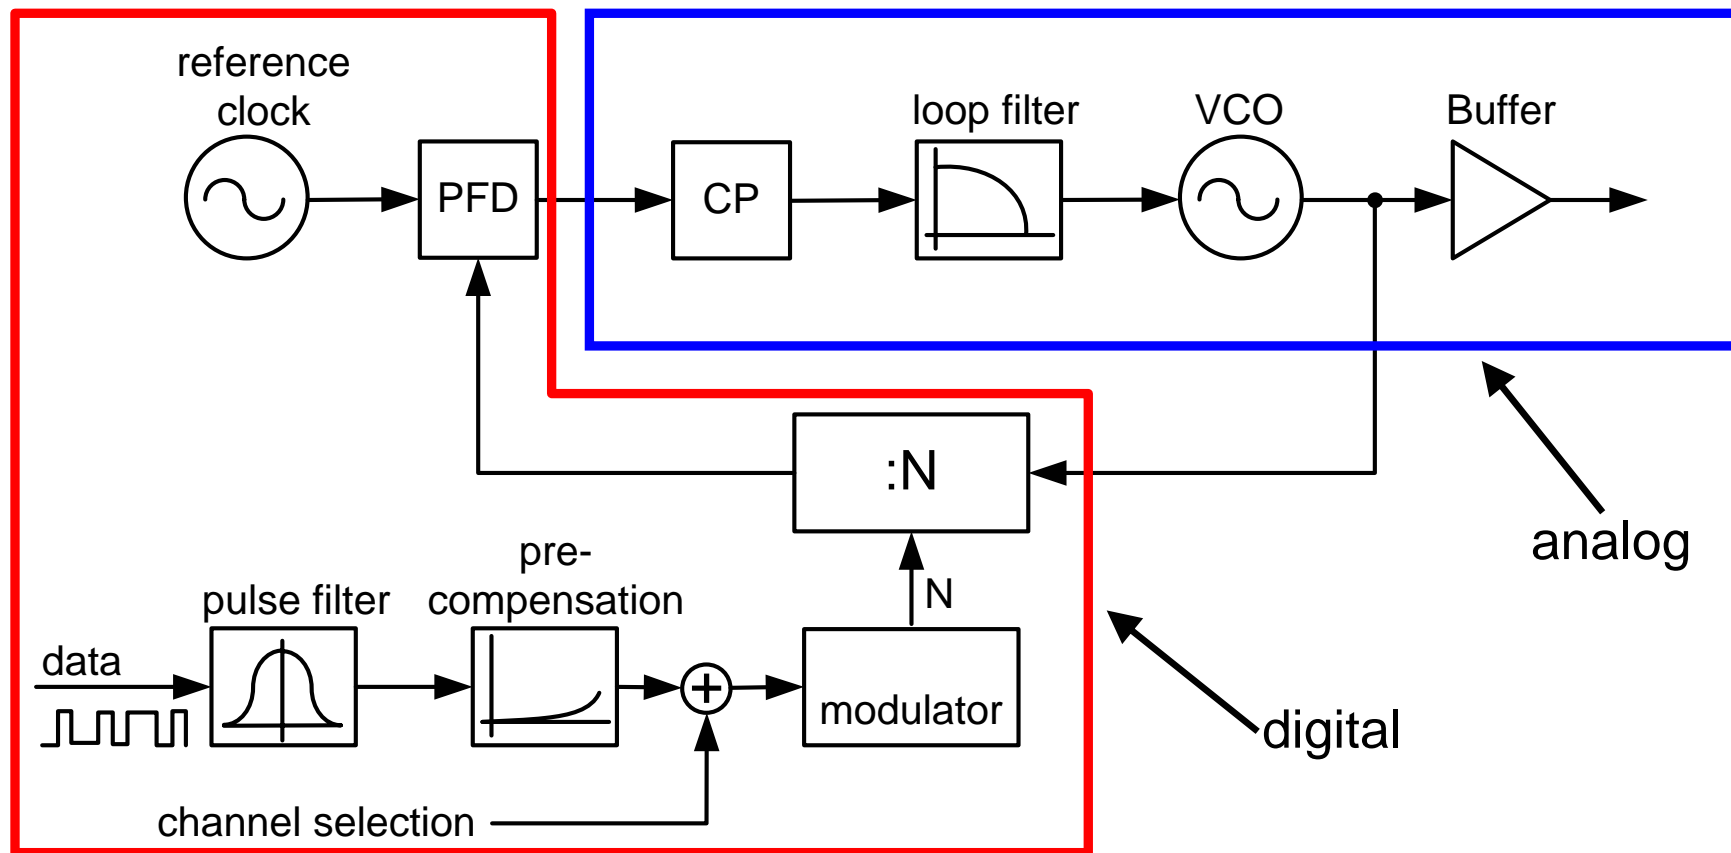 reference
clock
PFD
CP
loop filter
VCO
Buffer
:N
analog
pre-
compensation
pulse filter
N
data
+
modulator
digital
channel selection